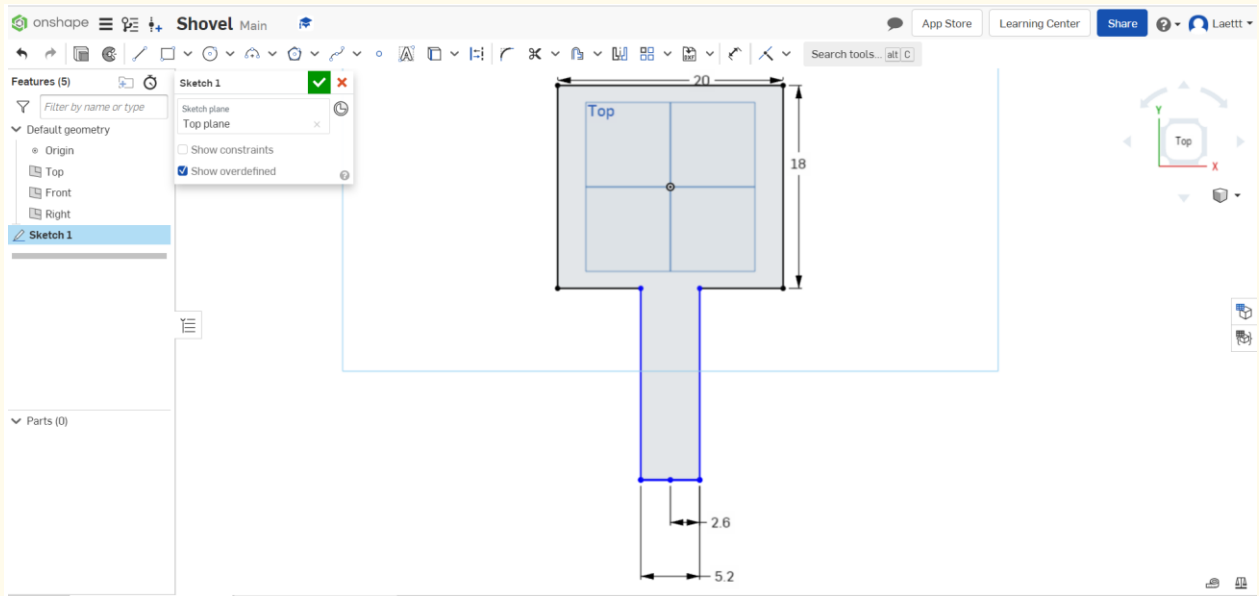 onshape Shovel Main App Store Learning Center Share Laettt
Search tools... alt C
Features (5)
Filter by name or type
Default geometry
Origin
Top
Front
Right
Sketch 1
Parts (0)
Sketch 1
Sketch plane
Top plane
Show constraints
Show overdefined
20
Top
18
2.6
5.2
Y
Top
X